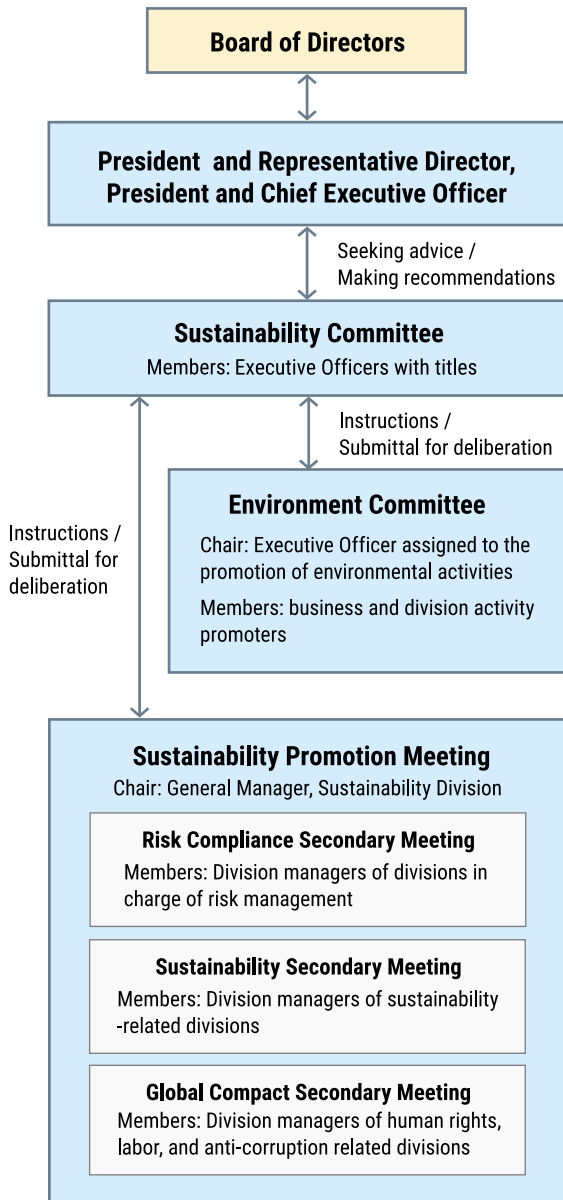 Board of Directors
President and Representative Director,
President and Chief Executive Officer
Seeking advice /
Making recommendations
Sustainability Committee
Members: Executive Officers with titles
Instructions /
Submittal for deliberation
Environment Committee
Chair: Executive Officer assigned to the
promotion of environmental activities
Members: business and division activity
promoters
Instructions /
Submittal for
deliberation
Sustainability Promotion Meeting
Chair: General Manager, Sustainability Division
Risk Compliance Secondary Meeting
Members: Division managers of divisions in
charge of risk management
Sustainability Secondary Meeting
Members: Division managers of sustainability
-related divisions
Global Compact Secondary Meeting
Members: Division managers of human rights,
labor, and anti-corruption related divisions